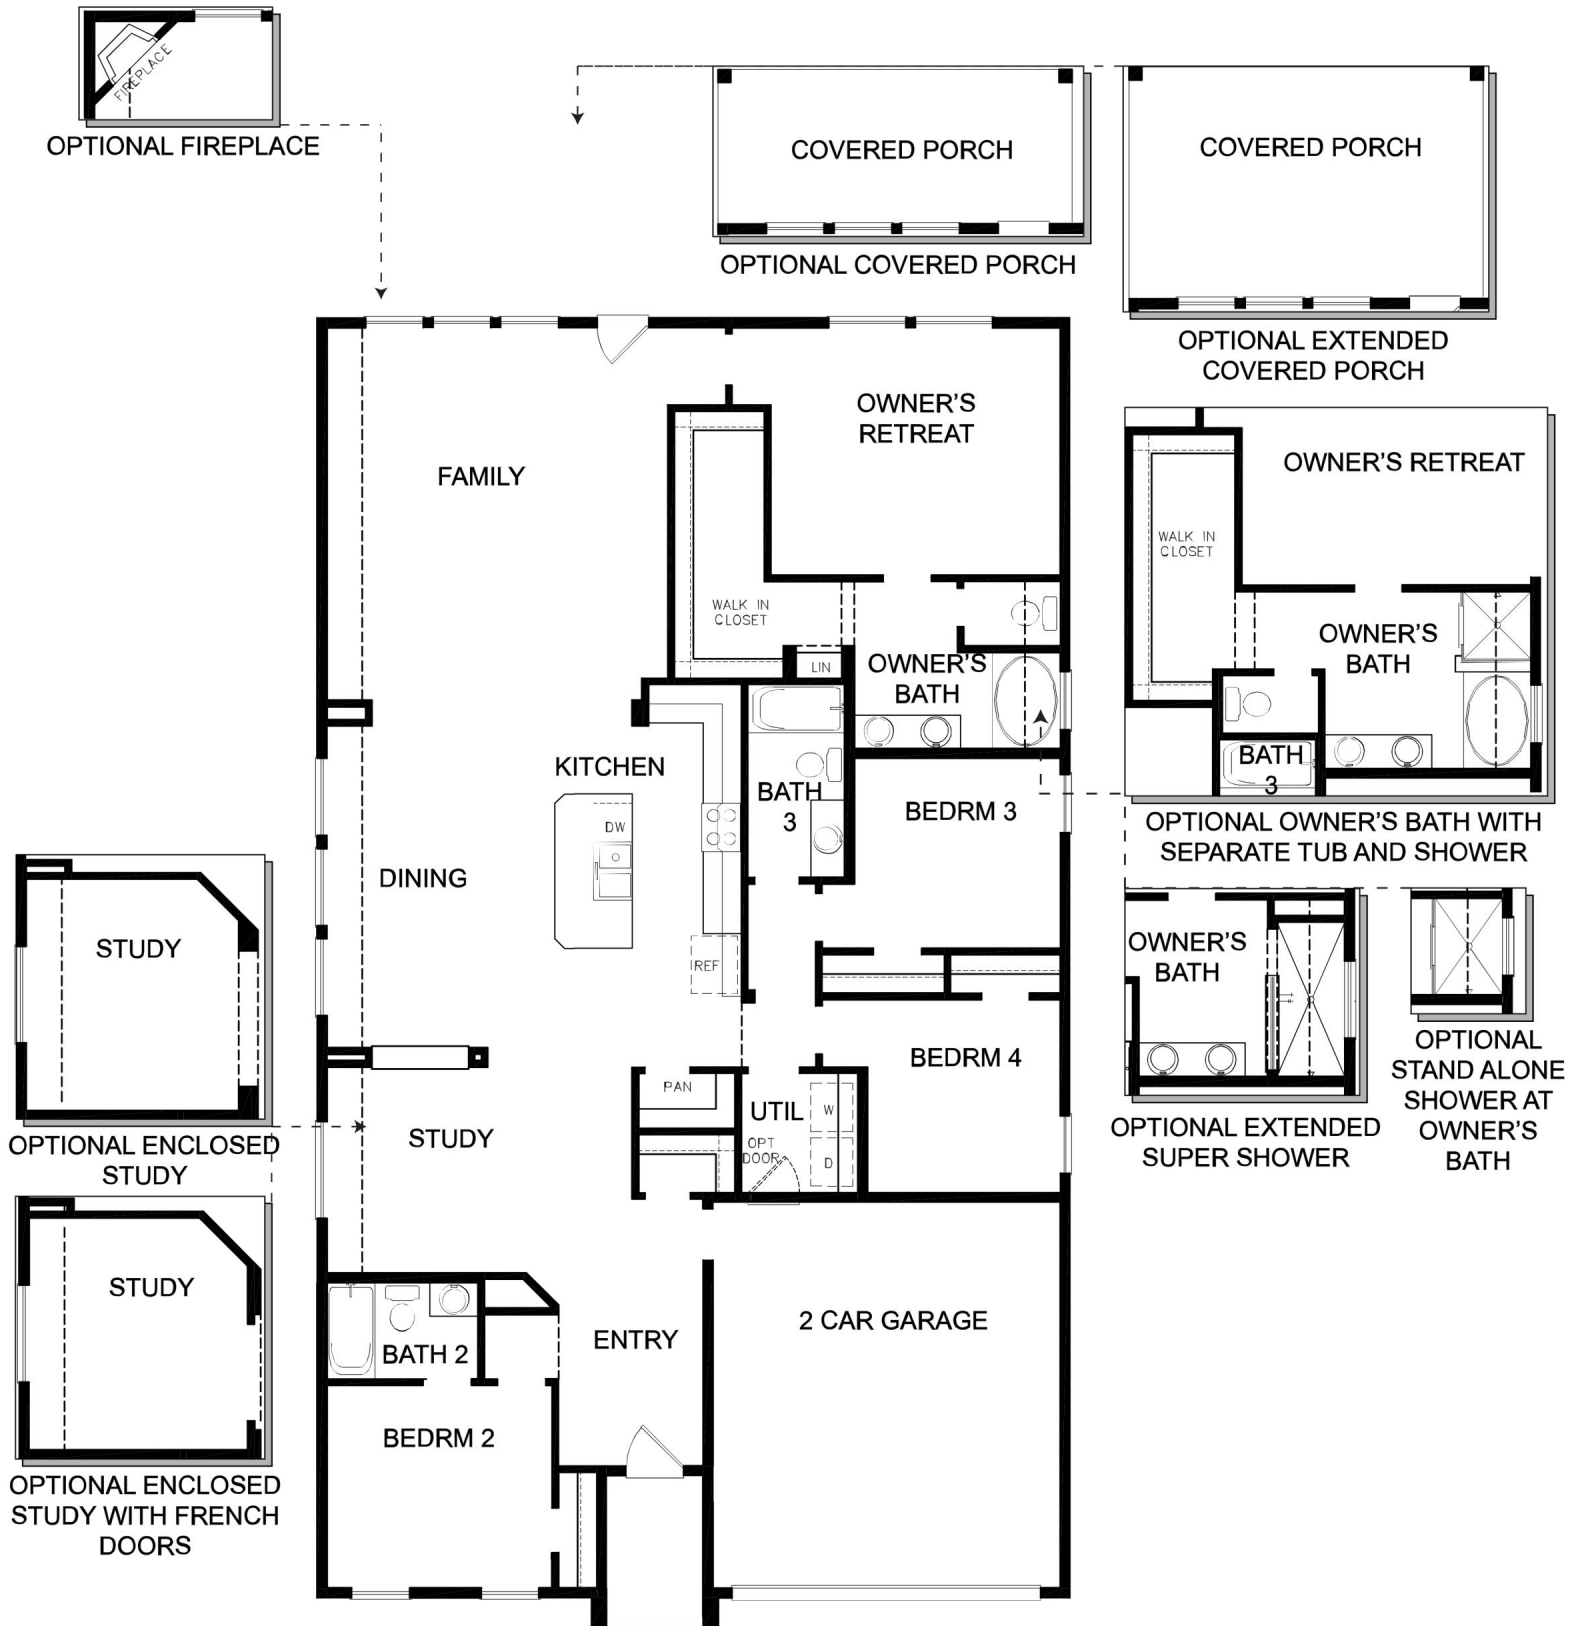 FIREPLACE
OPTIONAL FIREPLACE
COVERED PORCH
OPTIONAL COVERED PORCH
COVERED PORCH
OPTIONAL EXTENDED
COVERED PORCH
FAMILY
OWNER'S
RETREAT
WALK IN
CLOSET
LIN
OWNER'S
BATH
OWNER'S RETREAT
WALK IN
CLOSET
OWNER'S
BATH
BATH
3
OPTIONAL OWNER'S BATH WITH
SEPARATE TUB AND SHOWER
KITCHEN
DW
BATH
3
BEDRM 3
DINING
REF
STUDY
OPTIONAL ENCLOSED
STUDY
OWNER'S
BATH
OPTIONAL EXTENDED
SUPER SHOWER
OPTIONAL
STAND ALONE
SHOWER AT
OWNER'S
BATH
BEDRM 4
PAN
UTIL
W
OPT
DOOR
D
STUDY
STUDY
OPTIONAL ENCLOSED
STUDY WITH FRENCH
DOORS
2 CAR GARAGE
ENTRY
BATH 2
BEDRM 2